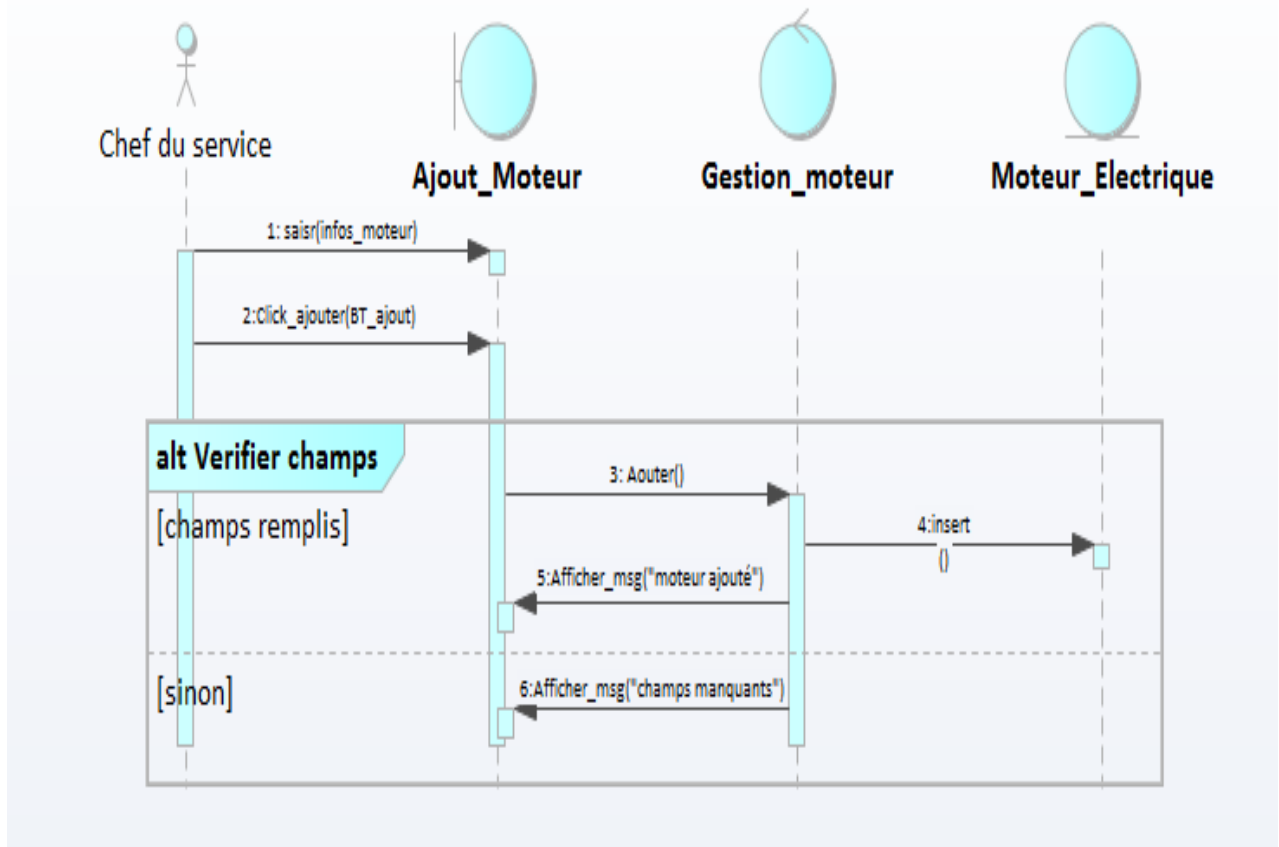 Chef du service
Ajout_Moteur
Gestion_moteur
Moteur_Electrique
1: saisr(infos_moteur)
2:Click_ajouter(BT_ajout)
alt Verifier champs
[champs remplis]
3: Aouter()
4:insert
()
5:Afficher_msg("moteur ajouté")
[sinon]
6:Afficher_msg("champs manquants")